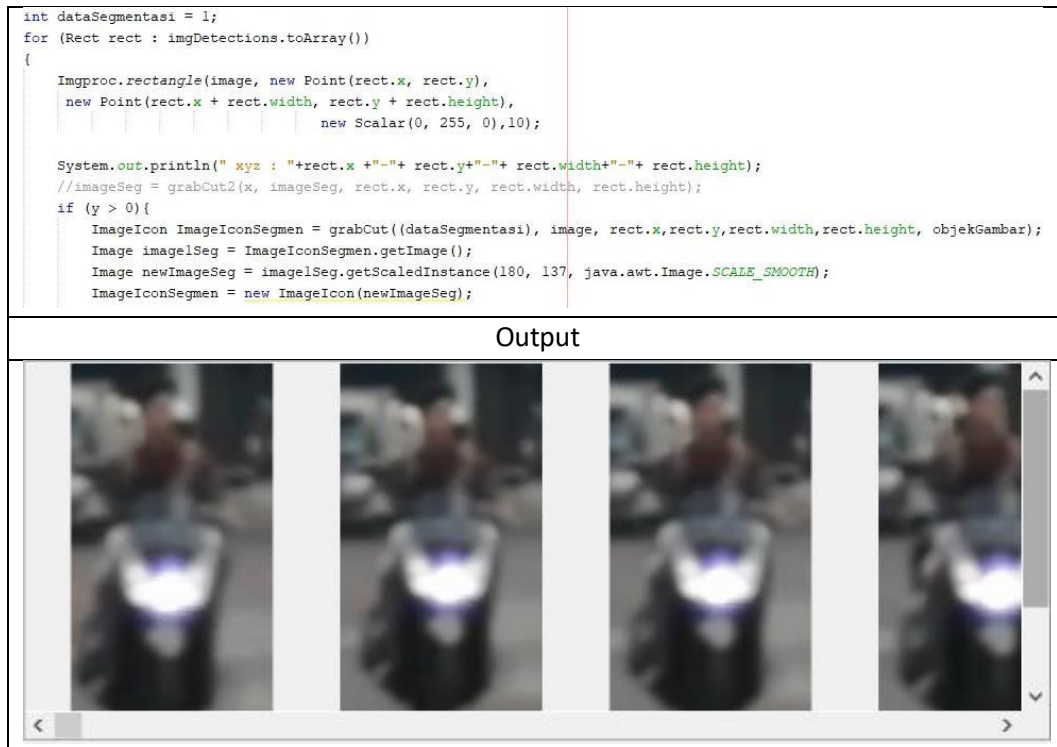 int dataSegmentasi = 1;
for (Rect rect : imgDetections.toArray())
{
Imgproc.rectangle(image, new Point(rect.x, rect.y),
new Point(rect.x + rect.width, rect.y + rect.height),
new Scalar(0, 255, 0),10);
System.out.println(" xyz : "+rect.x +"-"+ rect.y+"-"+ rect.width+"-"+ rect.height);
//imageSeg = grabCut2(x, imageSeg, rect.x, rect.y, rect.width, rect.height);
if (y > 0){
ImageIcon ImageIconSegmen = grabCut((dataSegmentasi), image, rect.x,rect.y,rect.width,rect.height, objekGambar);
Image imagelSeg = ImageIconSegmen.getImage();
Image newImageSeg = imagelSeg.getScaledInstance(180, 137, java.awt.Image.SCALE_SMOOTH);
ImageIconSegmen = new ImageIcon(newImageSeg);
Output